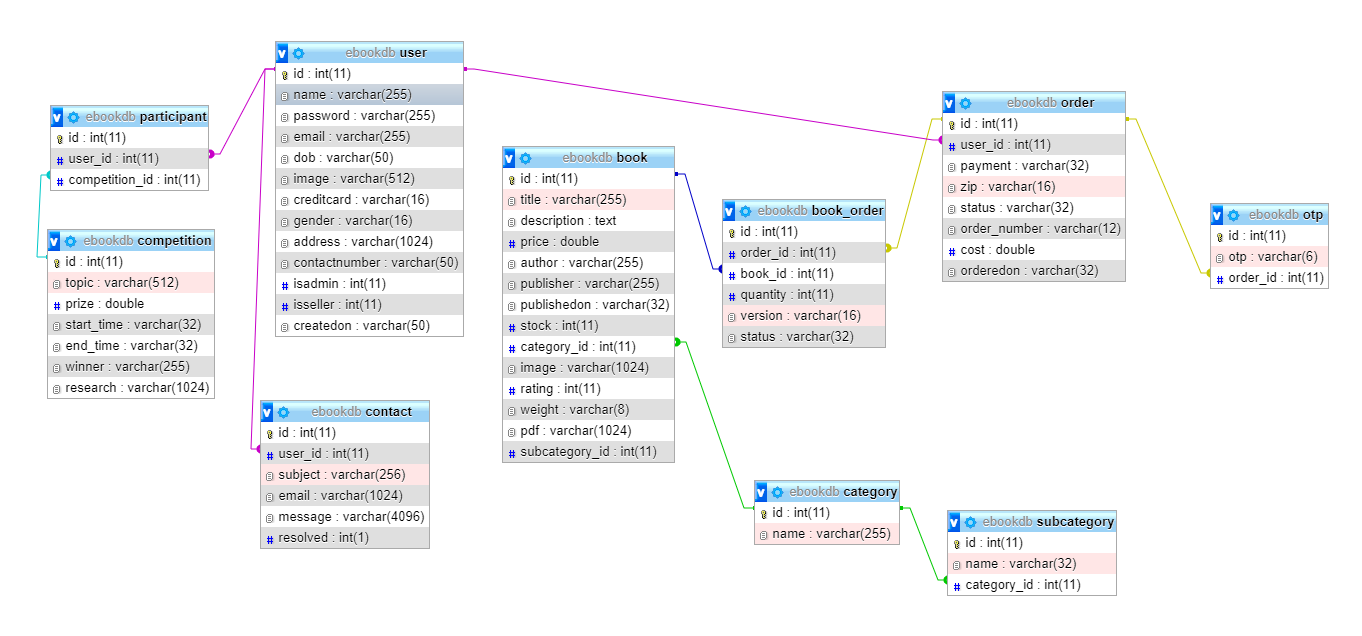 ebookdb user
id : int(11)
name : varchar(255)
password : varchar(255)
email : varchar(255)
dob : varchar(50)
image : varchar(512)
creditcard : varchar(16)
gender : varchar(16)
address : varchar(1024)
contactnumber : varchar(50)
isadmin : int(11)
isseller : int(11)
createdon : varchar(50)
ebookdb participant
id : int(11)
user_id : int(11)
competition_id : int(11)
ebookdb competition
id : int(11)
topic : varchar(512)
prize : double
start_time : varchar(32)
end_time : varchar(32)
winner : varchar(255)
research : varchar(1024)
ebookdb contact
id : int(11)
user_id : int(11)
subject : varchar(256)
email : varchar(1024)
message : varchar(4096)
resolved : int(1)
ebookdb book
id : int(11)
title : varchar(255)
description : text
price : double
author : varchar(255)
publisher : varchar(255)
publishedon : varchar(32)
stock : int(11)
category_id : int(11)
image : varchar(1024)
rating : int(11)
weight : varchar(8)
pdf : varchar(1024)
subcategory_id : int(11)
ebookdb book_order
id : int(11)
order_id : int(11)
book_id : int(11)
quantity : int(11)
version : varchar(16)
status : varchar(32)
ebookdb order
id : int(11)
user_id : int(11)
payment : varchar(32)
zip : varchar(16)
status : varchar(32)
order_number : varchar(12)
cost : double
orderedon : varchar(32)
ebookdb otp
id : int(11)
otp : varchar(6)
order_id : int(11)
ebookdb category
id : int(11)
name : varchar(255)
ebookdb subcategory
id : int(11)
name : varchar(32)
category_id : int(11)